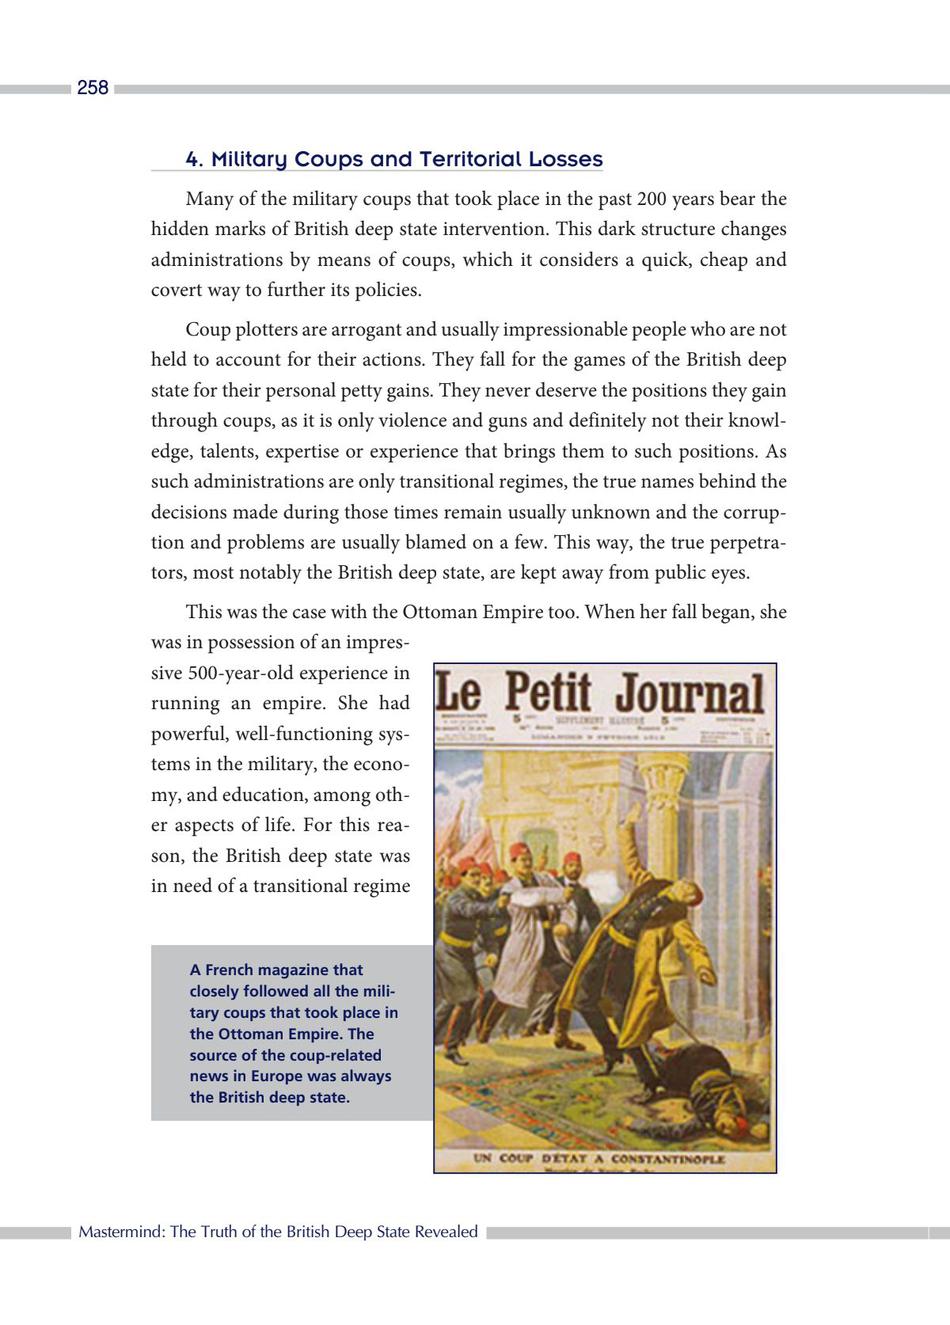 258
4. Military Coups and Territorial Losses
Many of the military coups that took place in the past 200 years bear the
hidden marks of British deep state intervention. This dark structure changes
administrations by means of coups, which it considers a quick, cheap and
covert way to further its policies.
Coup plotters are arrogant and usually impressionable people who are not
held to account for their actions. They fall for the games of the British deep
state for their personal petty gains. They never deserve the positions they gain
through coups, as it is only violence and guns and definitely not their knowl-
edge, talents, expertise or experience that brings them to such positions. As
such administrations are only transitional regimes, the true names behind the
decisions made during those times remain usually unknown and the corrup-
tion and problems are usually blamed on a few. This way, the true perpetra-
tors, most notably the British deep state, are kept away from public eyes.
This was the case with the Ottoman Empire too. When her fall began, she
was in possession of an impres-
sive 500-year-old experience in
running an empire. She had
powerful, well-functioning sys-
tems in the military, the econo-
my, and education, among oth-
er aspects of life. For this rea-
son, the British deep state was
in need of a transitional regime
Le Petit Journal
5
SUPPLÉMENT ILLUSTRÉ
5
UN COUP D'ÉTAT A CONSTANTINOPLE
A French magazine that
closely followed all the mili-
tary coups that took place in
the Ottoman Empire. The
source of the coup-related
news in Europe was always
the British deep state.
Mastermind: The Truth of the British Deep State Revealed